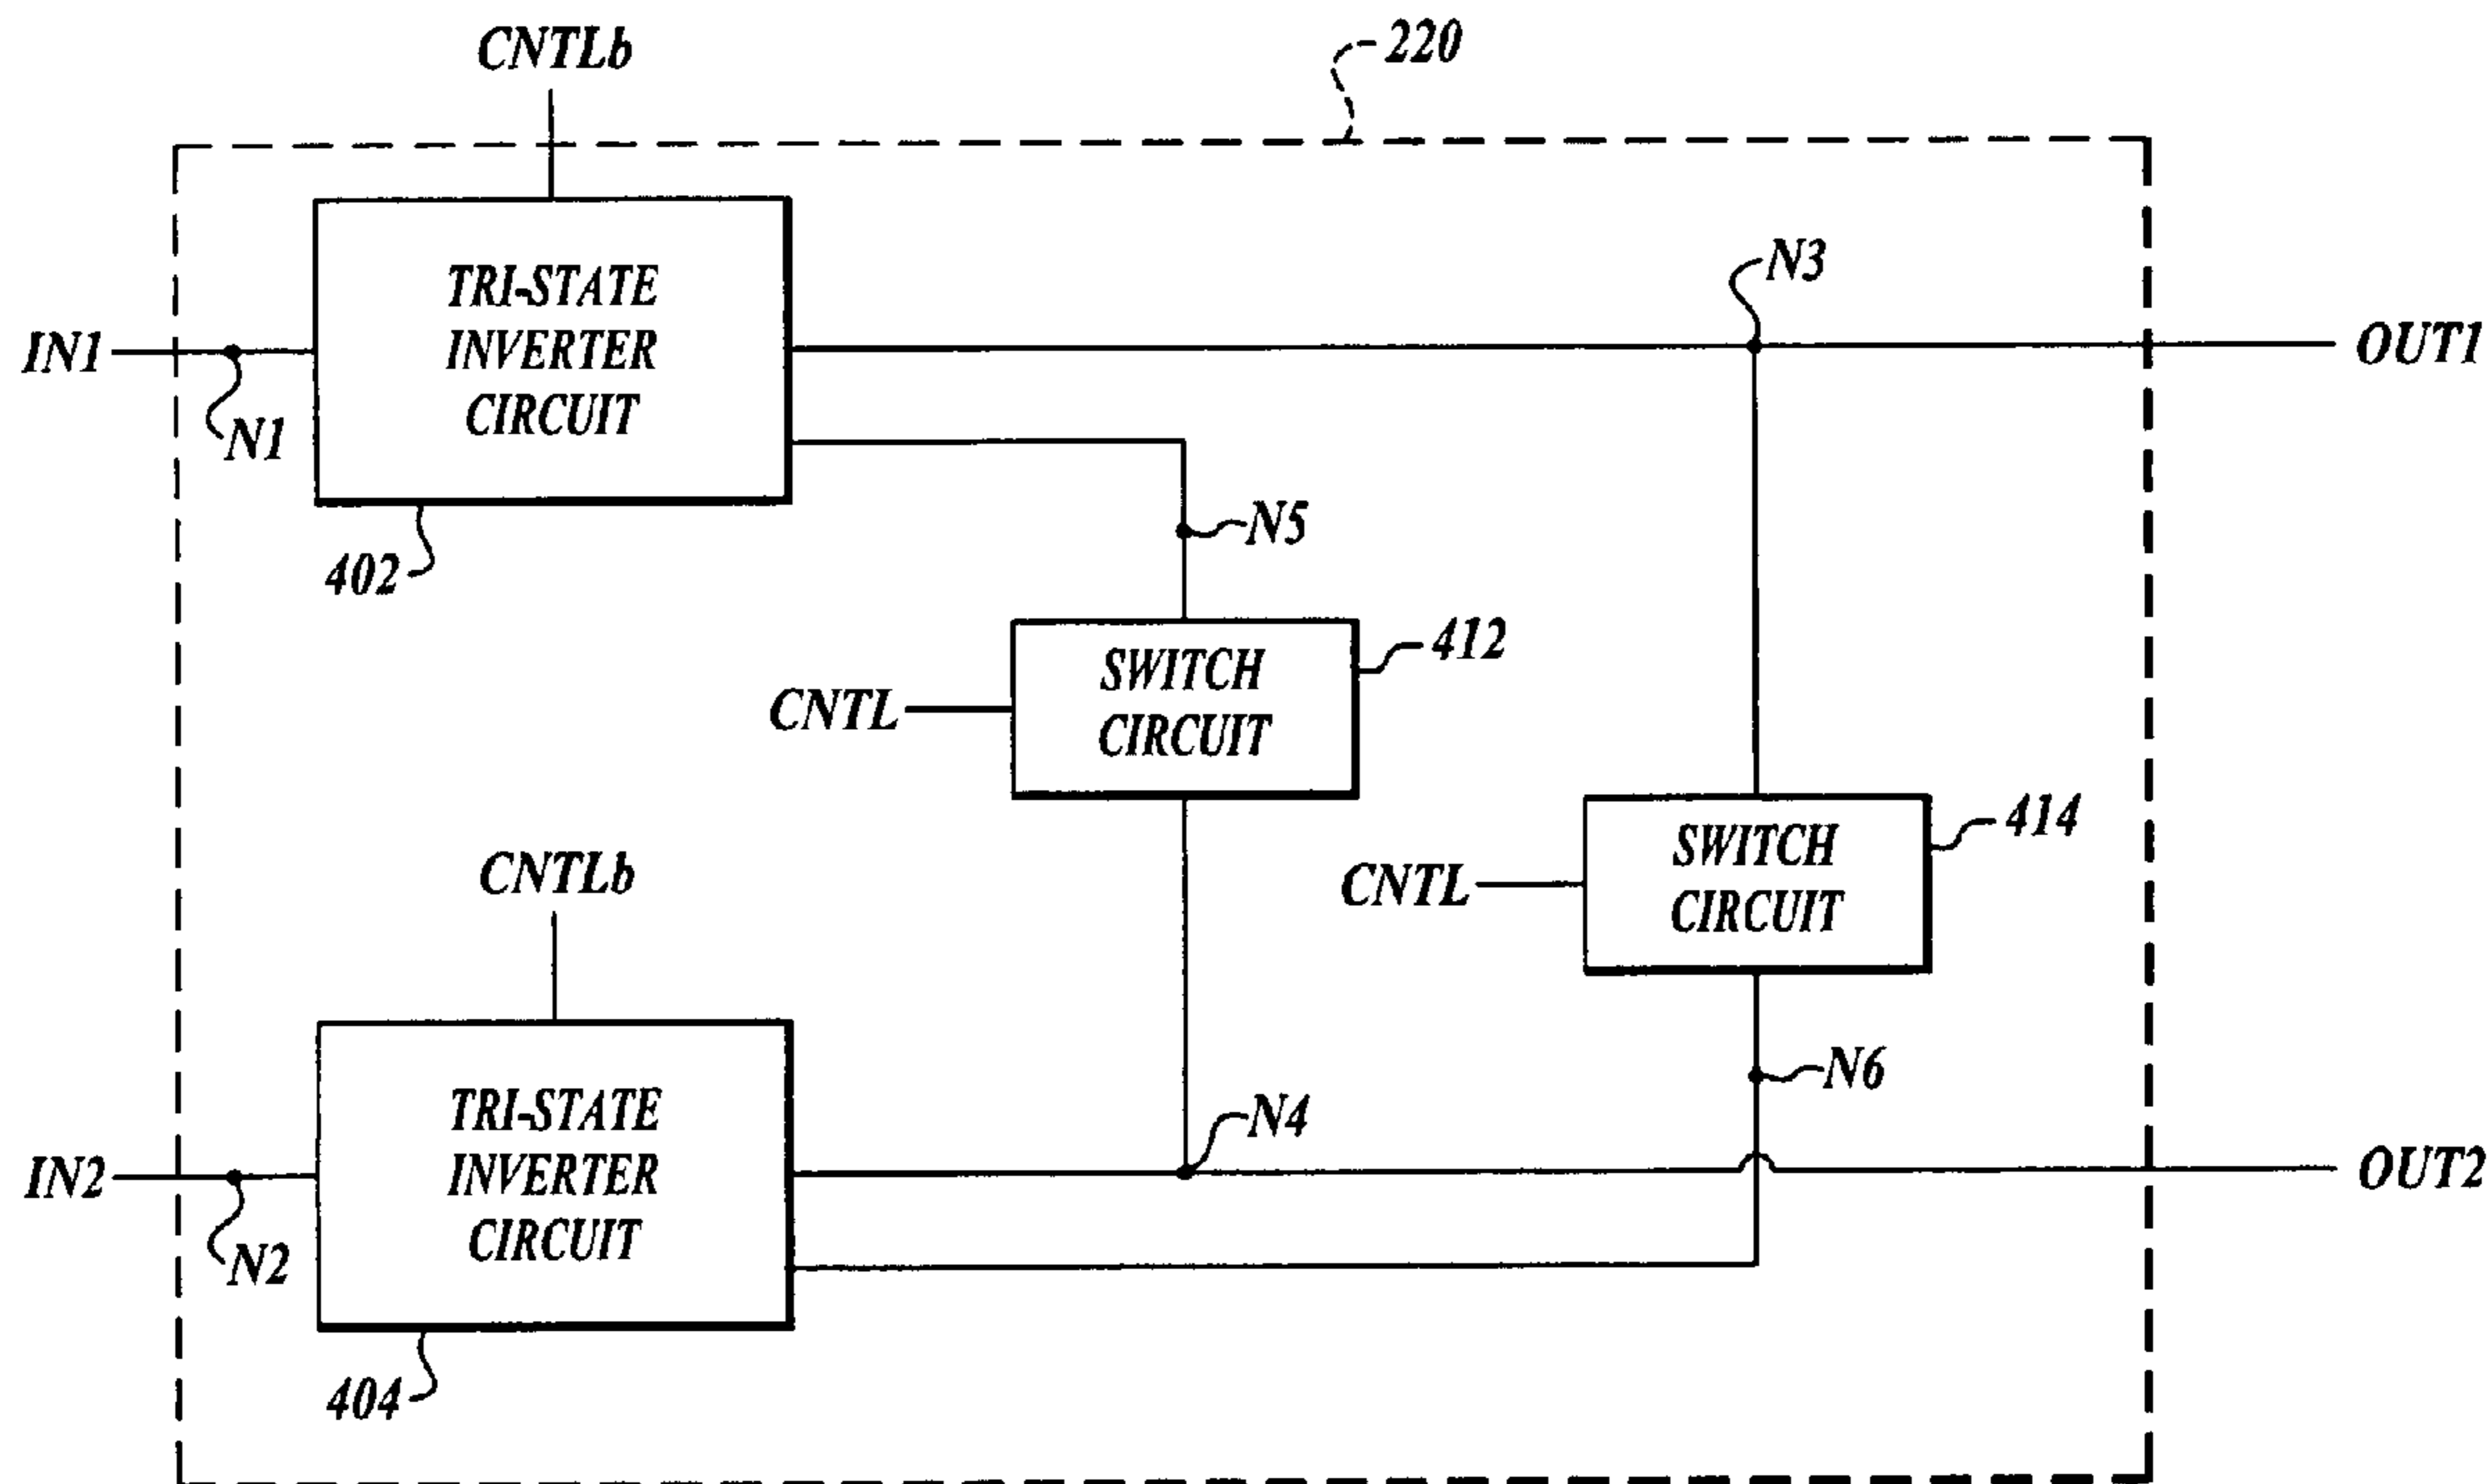 CNTLb
220
TRI-STATE
INVERTER
CIRCUIT
N3
IN1
OUT1
N1
N5
402
SWITCH
CIRCUIT
412
CNTL
SWITCH
CIRCUIT
414
CNTLb
CNTL
TRI-STATE
INVERTER
CIRCUIT
N4
N6
IN2
OUT2
N2
404